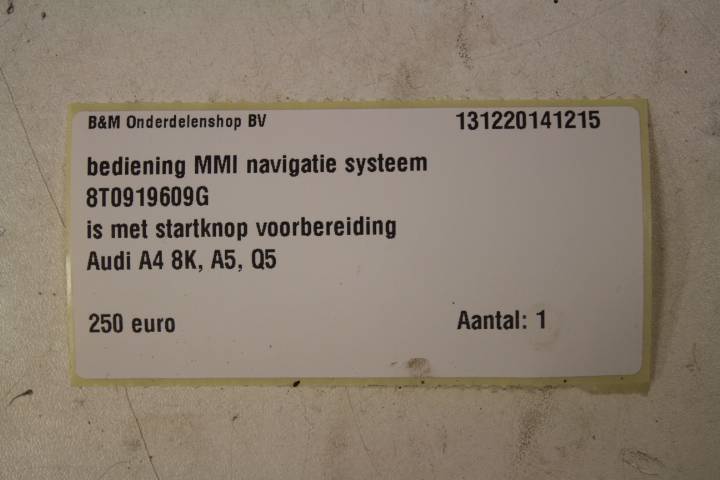 B&M Onderdelenshop BV 131220141215
bediening MMI navigatie systeem
8T0919609G
is met startknop voorbereiding
Audi A4 8K, A5, Q5
250 euro Aantal: 1